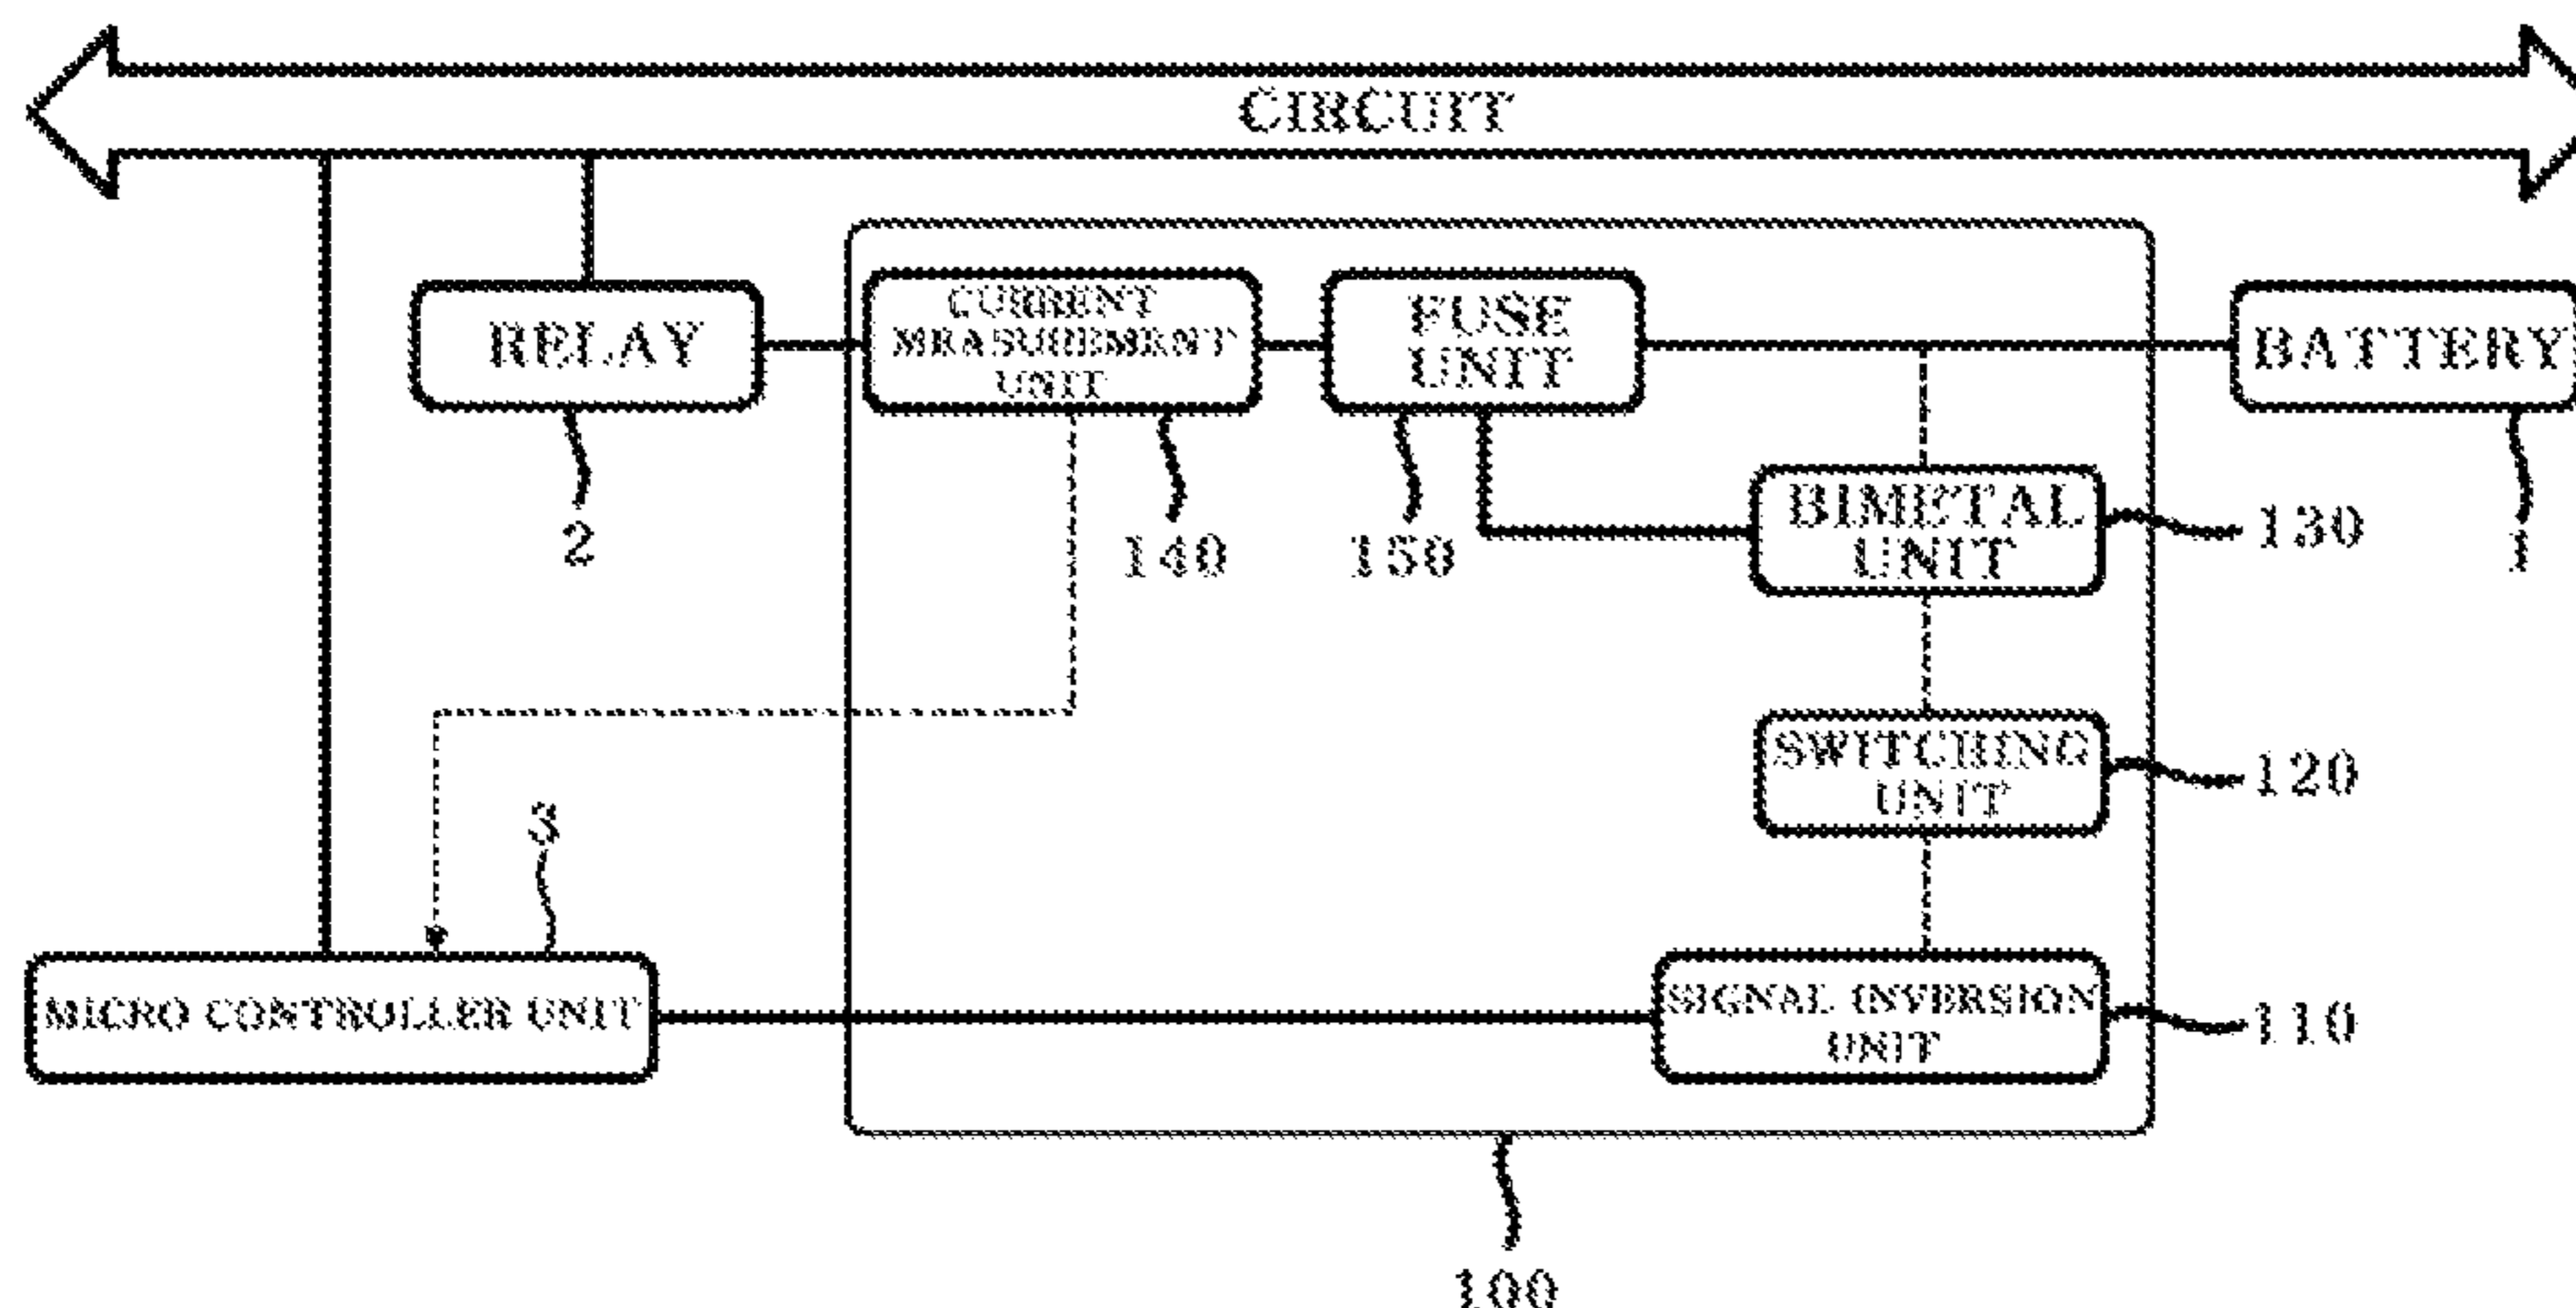 CIRCUIT
RELAY
CURRENT
MEASUREMENT
UNIT
FUSE
UNIT
BATTERY
2
140
150
BIMETAL
UNIT
130
1
SWITCHING
UNIT
120
3
MICRO CONTROLLER UNIT
SIGNAL INVERSION
UNIT
110
100